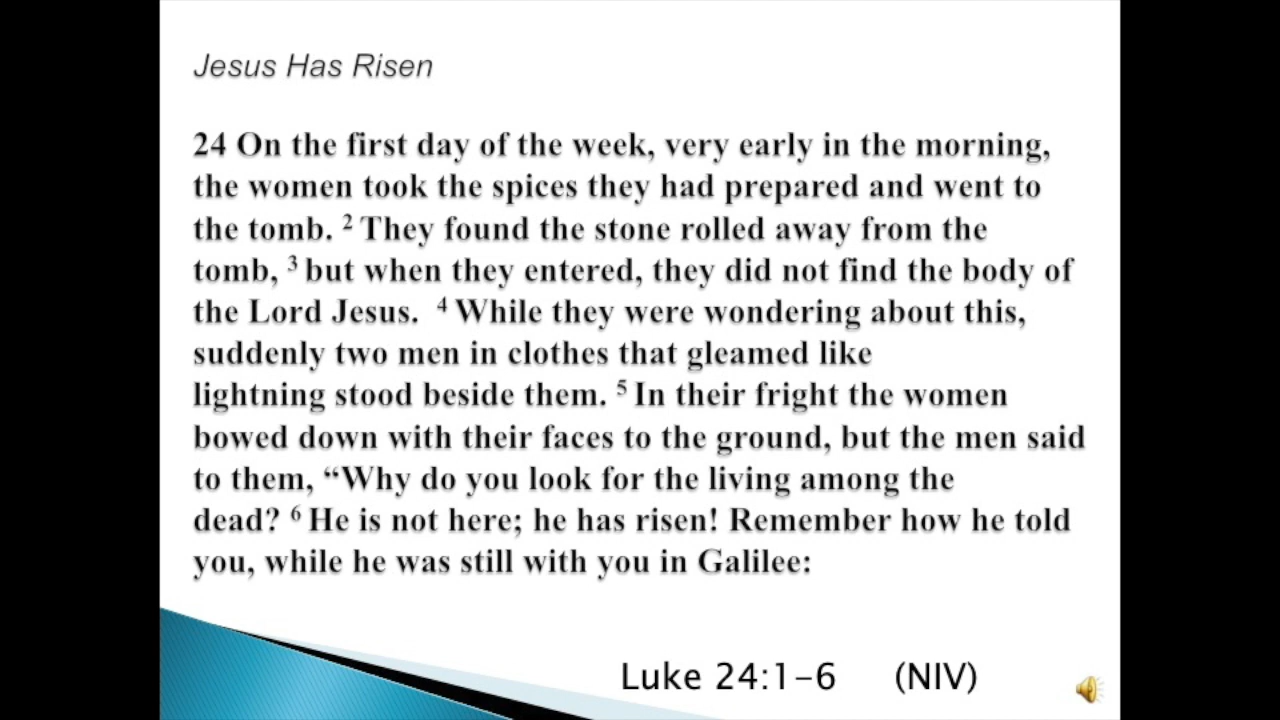 Jesus Has Risen
24 On the first day of the week, very early in the morning,
the women took the spices they had prepared and went to
the tomb. 2 They found the stone rolled away from the
tomb, 3 but when they entered, they did not find the body of
the Lord Jesus. 4 While they were wondering about this,
suddenly two men in clothes that gleamed like
lightning stood beside them. 5 In their fright the women
bowed down with their faces to the ground, but the men said
to them, “Why do you look for the living among the
dead? 6 He is not here; he has risen! Remember how he told
you, while he was still with you in Galilee:
Luke 24:1-6 (NIV)